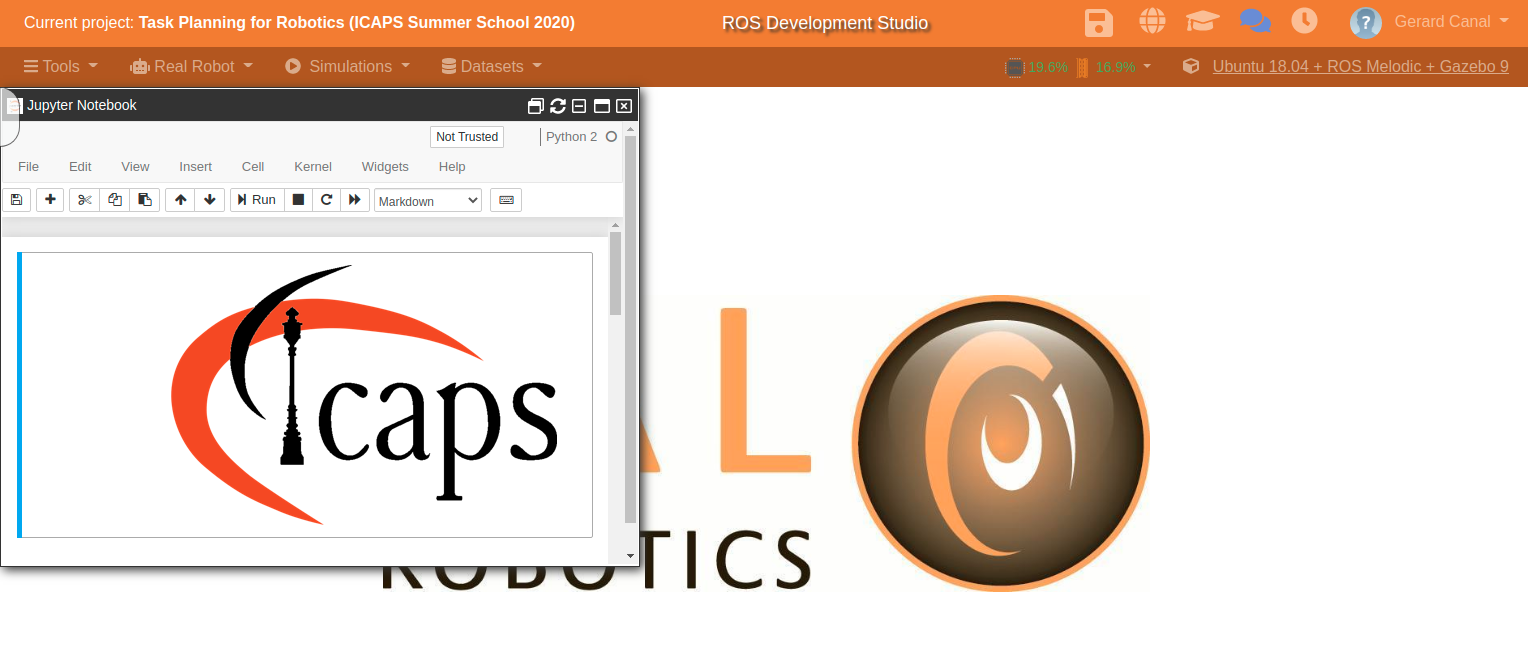 Current project: Task Planning for Robotics (ICAPS Summer School 2020)
ROS Development Studio
Gerard Canal
Tools
Real Robot
Simulations
Datasets
19.6%
16.9%
Ubuntu 18.04 + ROS Melodic + Gazebo 9
Jupyter Notebook
Not Trusted
Python 2
File Edit View Insert Cell Kernel Widgets Help
Run
Markdown
Icaps
AL
ROBOTICS